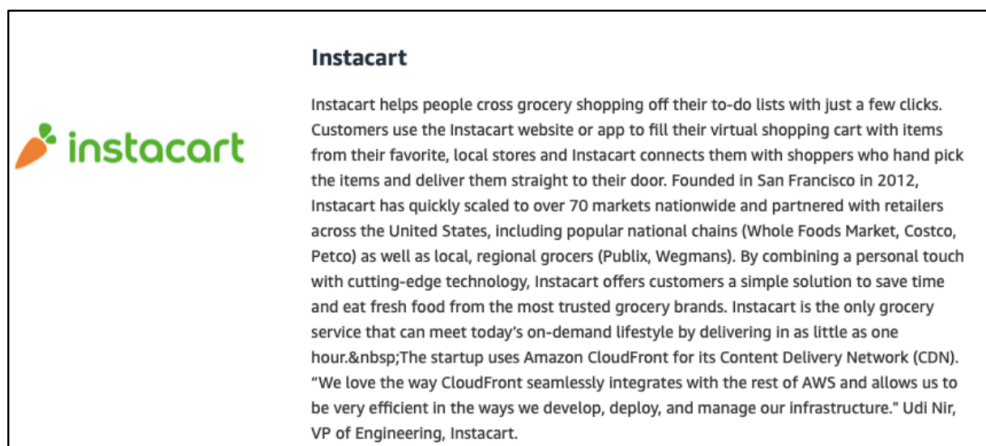 Instacart
instacart
Instacart helps people cross grocery shopping off their to-do lists with just a few clicks.
Customers use the Instacart website or app to fill their virtual shopping cart with items
from their favorite, local stores and Instacart connects them with shoppers who hand pick
the items and deliver them straight to their door. Founded in San Francisco in 2012,
Instacart has quickly scaled to over 70 markets nationwide and partnered with retailers
across the United States, including popular national chains (Whole Foods Market, Costco,
Petco) as well as local, regional grocers (Publix, Wegmans). By combining a personal touch
with cutting-edge technology, Instacart offers customers a simple solution to save time
and eat fresh food from the most trusted grocery brands. Instacart is the only grocery
service that can meet today's on-demand lifestyle by delivering in as little as one
hour.&nbsp;The startup uses Amazon CloudFront for its Content Delivery Network (CDN).
“We love the way CloudFront seamlessly integrates with the rest of AWS and allows us to
be very efficient in the ways we develop, deploy, and manage our infrastructure." Udi Nir,
VP of Engineering, Instacart.